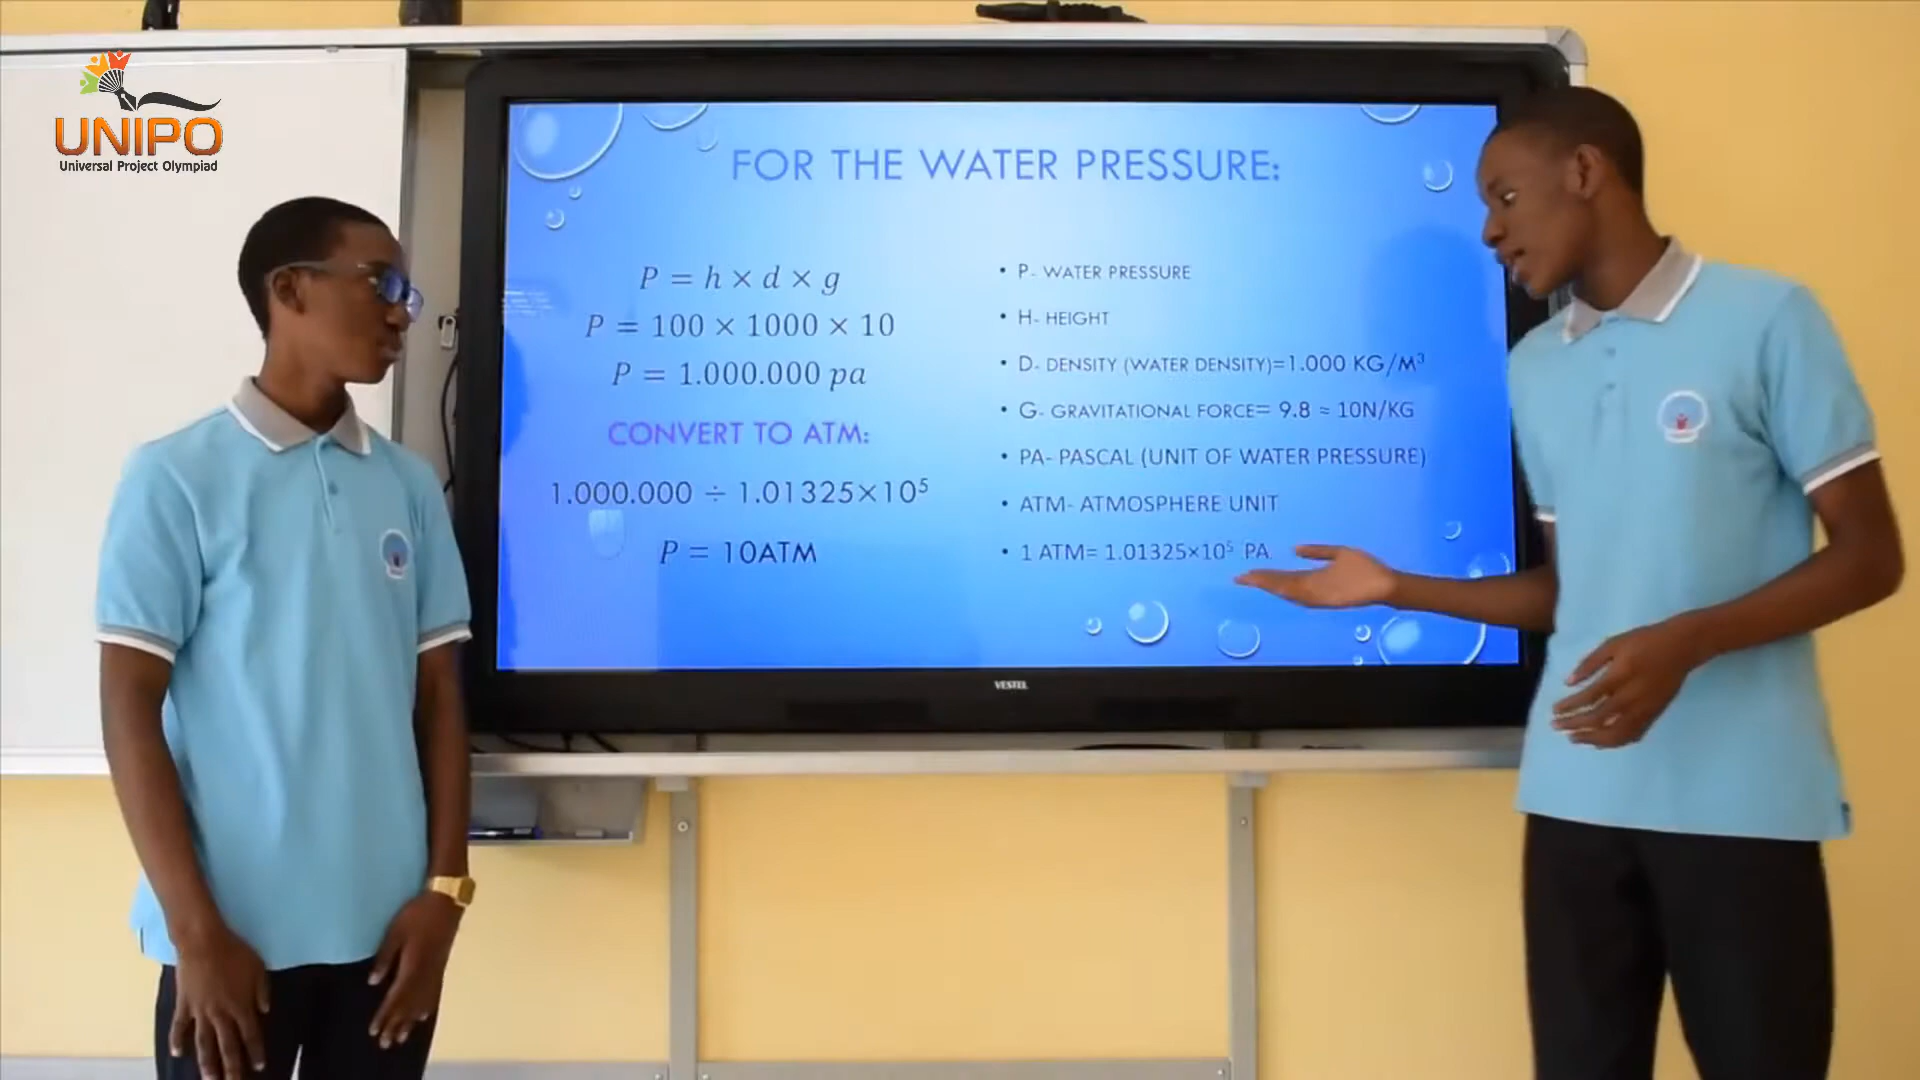 UNIPO
Universal Project Olympiad
FOR THE WATER PRESSURE:
P = h × d × g
P = 100 × 1000 × 10
P = 1.000.000 pa
CONVERT TO ATM:
1.000.000 ÷ 1.01325×10⁵
P = 10ATM
• P- WATER PRESSURE
• H- HEIGHT
• D- DENSITY (WATER DENSITY)=1.000 KG/M³
• G- GRAVITATIONAL FORCE= 9.8 ≈ 10N/KG
• PA- PASCAL (UNIT OF WATER PRESSURE)
• ATM- ATMOSPHERE UNIT
• 1 ATM= 1.01325×10⁵ PA
VESTEL